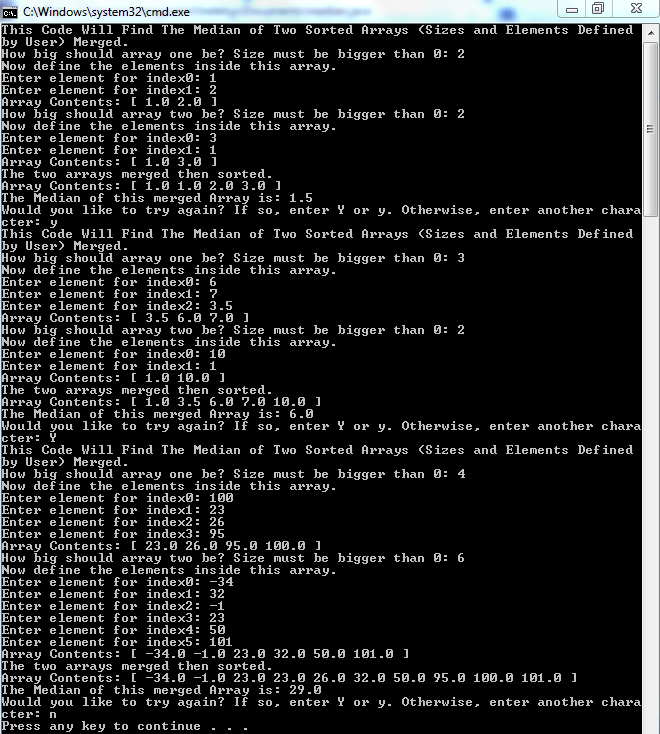 C:\Windows\system32\cmd.exe
This Code Will Find The Median of Two Sorted Arrays (Sizes and Elements Defined
by User) Merged.
How big should array one be? Size must be bigger than 0: 2
Now define the elements inside this array.
Enter element for index0: 1
Enter element for index1: 2
Array Contents: [ 1.0 2.0 ]
How big should array two be? Size must be bigger than 0: 2
Now define the elements inside this array.
Enter element for index0: 3
Enter element for index1: 1
Array Contents: [ 1.0 3.0 ]
The two arrays merged then sorted.
Array Contents: [ 1.0 1.0 2.0 3.0 ]
The Median of this merged Array is: 1.5
Would you like to try again? If so, enter Y or y. Otherwise, enter another chara
cter: y
This Code Will Find The Median of Two Sorted Arrays (Sizes and Elements Defined
by User) Merged.
How big should array one be? Size must be bigger than 0: 3
Now define the elements inside this array.
Enter element for index0: 6
Enter element for index1: 7
Enter element for index2: 3.5
Array Contents: [ 3.5 6.0 7.0 ]
How big should array two be? Size must be bigger than 0: 2
Now define the elements inside this array.
Enter element for index0: 10
Enter element for index1: 1
Array Contents: [ 1.0 10.0 ]
The two arrays merged then sorted.
Array Contents: [ 1.0 3.5 6.0 7.0 10.0 ]
The Median of this merged Array is: 6.0
Would you like to try again? If so, enter Y or y. Otherwise, enter another chara
cter: Y
This Code Will Find The Median of Two Sorted Arrays (Sizes and Elements Defined
by User) Merged.
How big should array one be? Size must be bigger than 0: 4
Now define the elements inside this array.
Enter element for index0: 100
Enter element for index1: 23
Enter element for index2: 26
Enter element for index3: 95
Array Contents: [ 23.0 26.0 95.0 100.0 ]
How big should array two be? Size must be bigger than 0: 6
Now define the elements inside this array.
Enter element for index0: -34
Enter element for index1: 32
Enter element for index2: -1
Enter element for index3: 23
Enter element for index4: 50
Enter element for index5: 101
Array Contents: [ -34.0 -1.0 23.0 32.0 50.0 101.0 ]
The two arrays merged then sorted.
Array Contents: [ -34.0 -1.0 23.0 23.0 26.0 32.0 50.0 95.0 100.0 101.0 ]
The Median of this merged Array is: 29.0
Would you like to try again? If so, enter Y or y. Otherwise, enter another chara
cter: n
Press any key to continue . . .